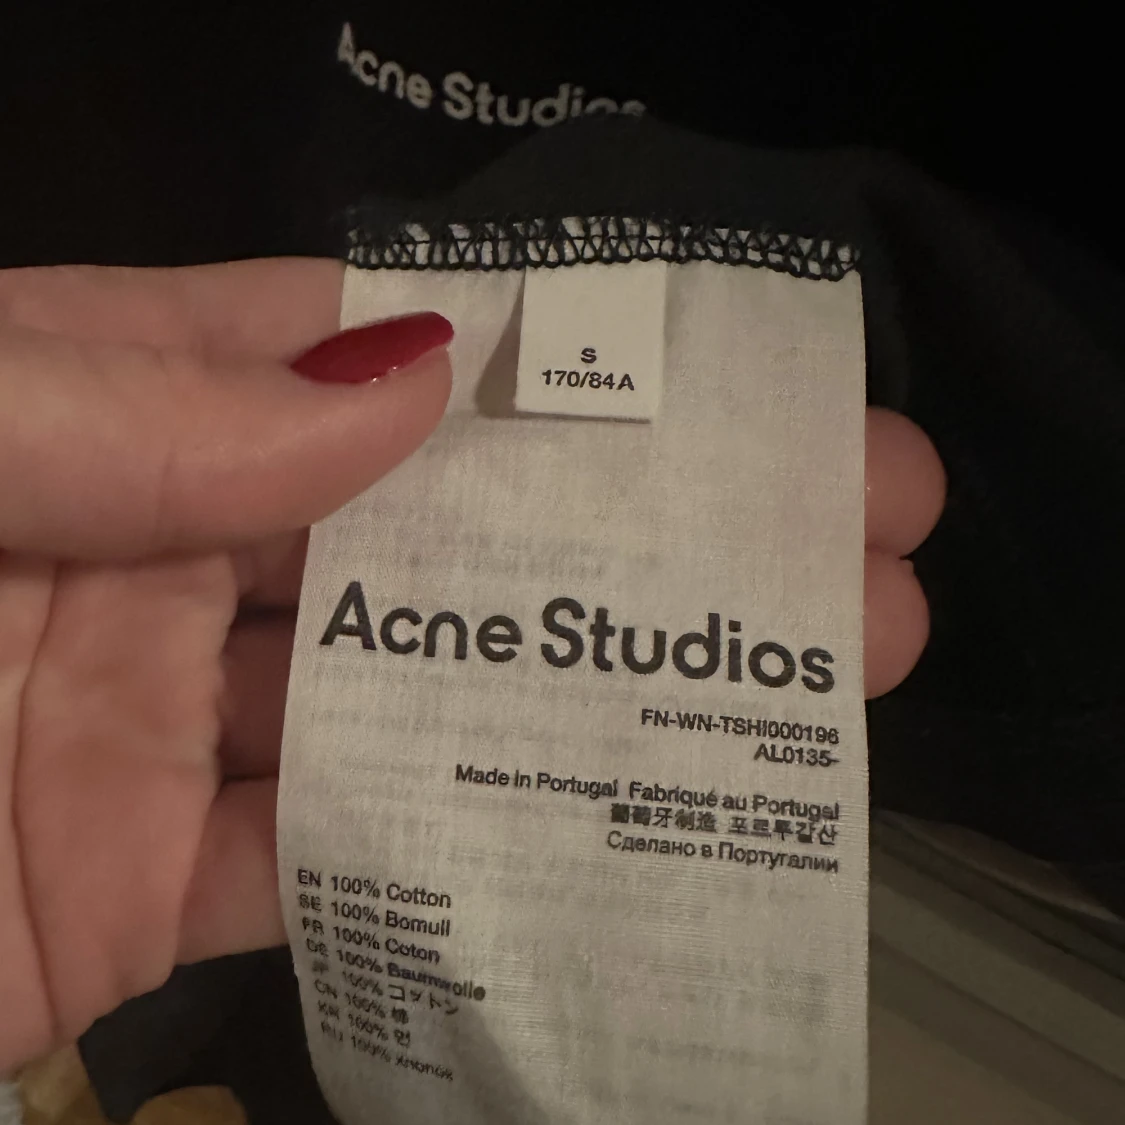 Acne Studios
S
170/84A
Acne Studios
FN-WN-TSHI000196
AL0135-
Made in Portugal Fabriqué au Portugal
葡萄牙制造 포르투갈산
Сделано в Португалии
EN 100% Cotton
SE 100% Bomull
FR 100% Coton
DE 100% Baumwolle
JP 100% コットン
CN 100% 棉
KR 100% 면
RU 100% хлопок